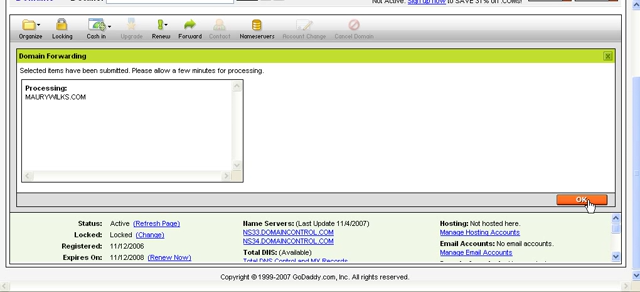 Not Active. Sign up now to SAVE 31% on .COMs!
Organize Locking Cash in Upgrade Renew Forward Contact Nameservers Account Change Cancel Domain
Domain Forwarding
Selected items have been submitted. Please allow a few minutes for processing.
Processing:
MAURYWILKS.COM
OK
Status: Active (Refresh Page)
Locked: Locked (Change)
Registered: 11/12/2006
Expires On: 11/12/2008 (Renew Now)
Name Servers: (Last Update 11/4/2007)
NS33.DOMAINCONTROL.COM
NS34.DOMAINCONTROL.COM
Total DNS: (Available)
Total DNS Control and MX Records
Hosting: Not hosted here.
Manage Hosting Accounts
Email Accounts: No email accounts.
Manage Email Accounts
Copyright © 1999-2007 GoDaddy.com, Inc. All rights reserved.